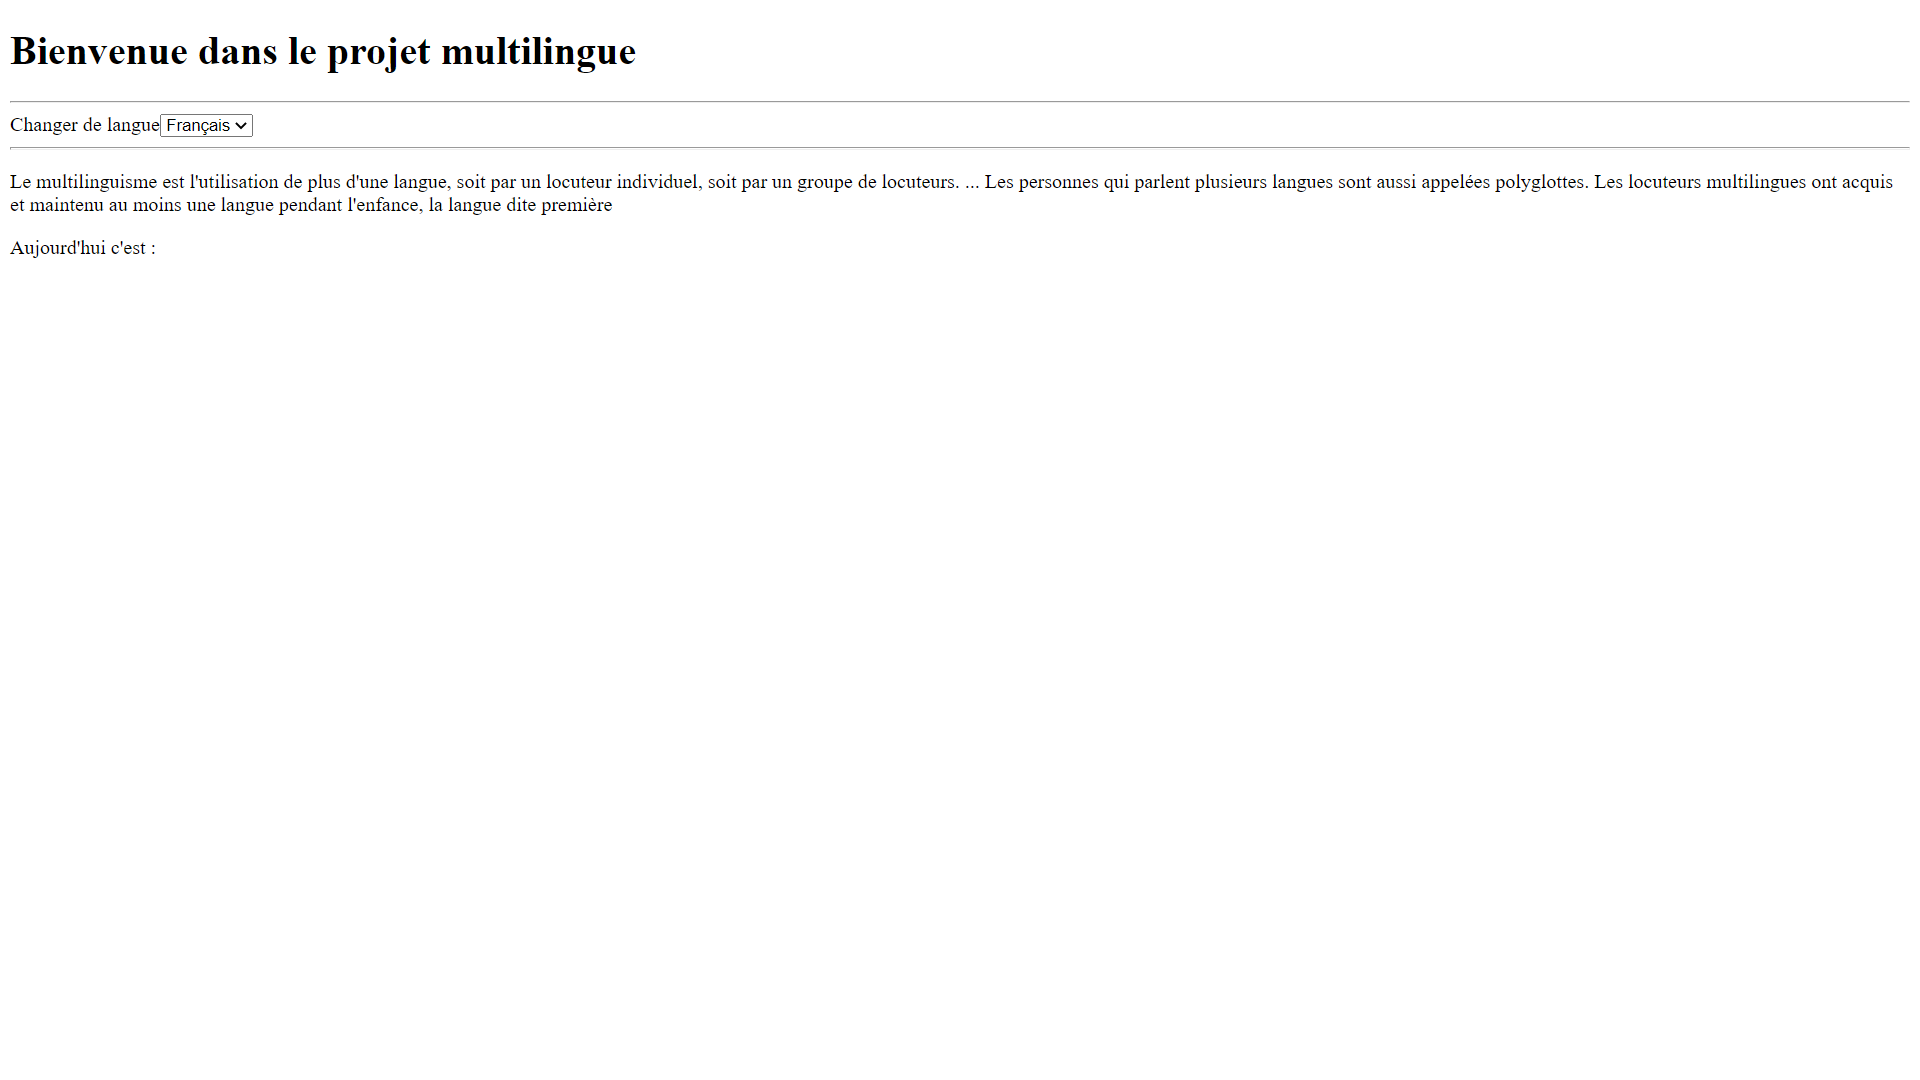 Bienvenue dans le projet multilingue
Changer de langue Français
Le multilinguisme est l'utilisation de plus d'une langue, soit par un locuteur individuel, soit par un groupe de locuteurs. ... Les personnes qui parlent plusieurs langues sont aussi appelées polyglottes. Les locuteurs multilingues ont acquis
et maintenu au moins une langue pendant l'enfance, la langue dite première
Aujourd'hui c'est :